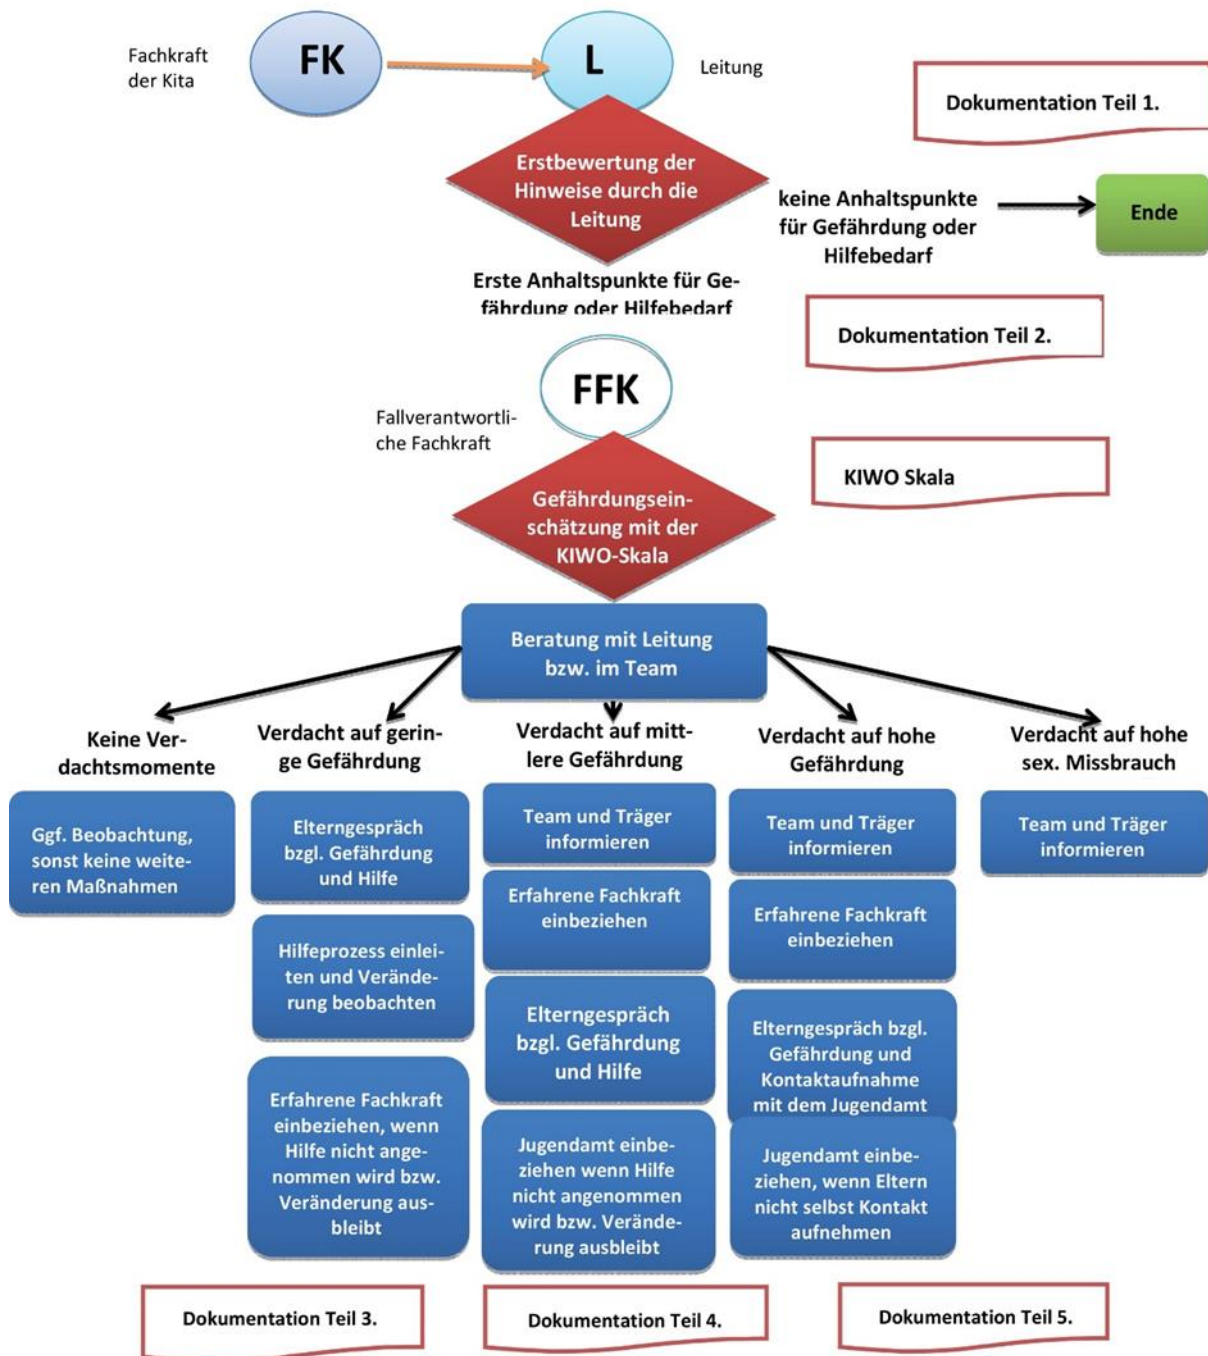 Fachkraft
der Kita
FK
L
Leitung
Dokumentation Teil 1.
Erstbewertung der
Hinweise durch die
Leitung
keine Anhaltspunkte
für Gefährdung oder
Hilfebedarf
Ende
Erste Anhaltspunkte für Ge-
fährdung oder Hilfebedarf
Dokumentation Teil 2.
FFK
Fallverantwortli-
che Fachkraft
KIWO Skala
Gefährdungsein-
schätzung mit der
KIWO-Skala
Beratung mit Leitung
bzw. im Team
Keine Ver-
dachtsmomente
Ggf. Beobachtung,
sonst keine weite-
ren Maßnahmen
Verdacht auf gerin-
ge Gefährdung
Elterngespräch
bzgl. Gefährdung
und Hilfe
Hilfeprozess einlei-
ten und Verände-
rung beobachten
Erfahrene Fachkraft
einbeziehen, wenn
Hilfe nicht ange-
nommen wird bzw.
Veränderung aus-
bleibt
Verdacht auf mitt-
lere Gefährdung
Team und Träger
informieren
Erfahrene Fachkraft
einbeziehen
Elterngespräch
bzgl. Gefährdung
und Hilfe
Jugendamt einbe-
ziehen wenn Hilfe
nicht angenommen
wird bzw. Verände-
rung ausbleibt
Verdacht auf hohe
Gefährdung
Team und Träger
informieren
Erfahrene Fachkraft
einbeziehen
Elterngespräch bzgl.
Gefährdung und
Kontaktaufnahme
mit dem Jugendamt
Jugendamt einbe-
ziehen, wenn Eltern
nicht selbst Kontakt
aufnehmen
Verdacht auf hohe
sex. Missbrauch
Team und Träger
informieren
Dokumentation Teil 3.
Dokumentation Teil 4.
Dokumentation Teil 5.